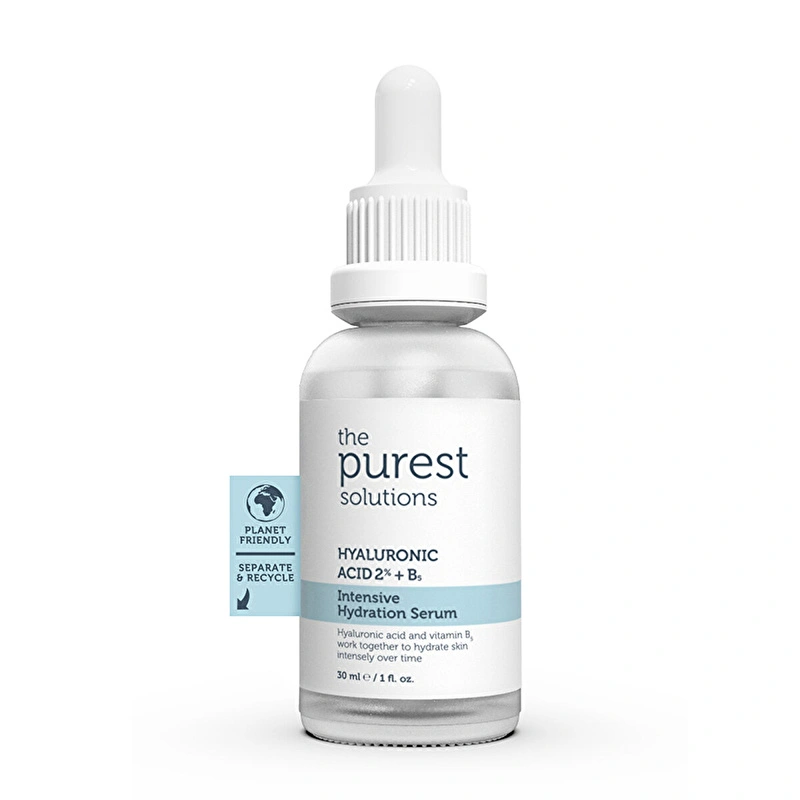 the
purest
solutions
HYALURONIC
ACID 2% + B5
Intensive
Hydration Serum
Hyaluronic acid and vitamin B5
work together to hydrate skin
intensely over time
30 ml ℮ / 1 fl. oz.
PLANET
FRIENDLY
SEPARATE
& RECYCLE